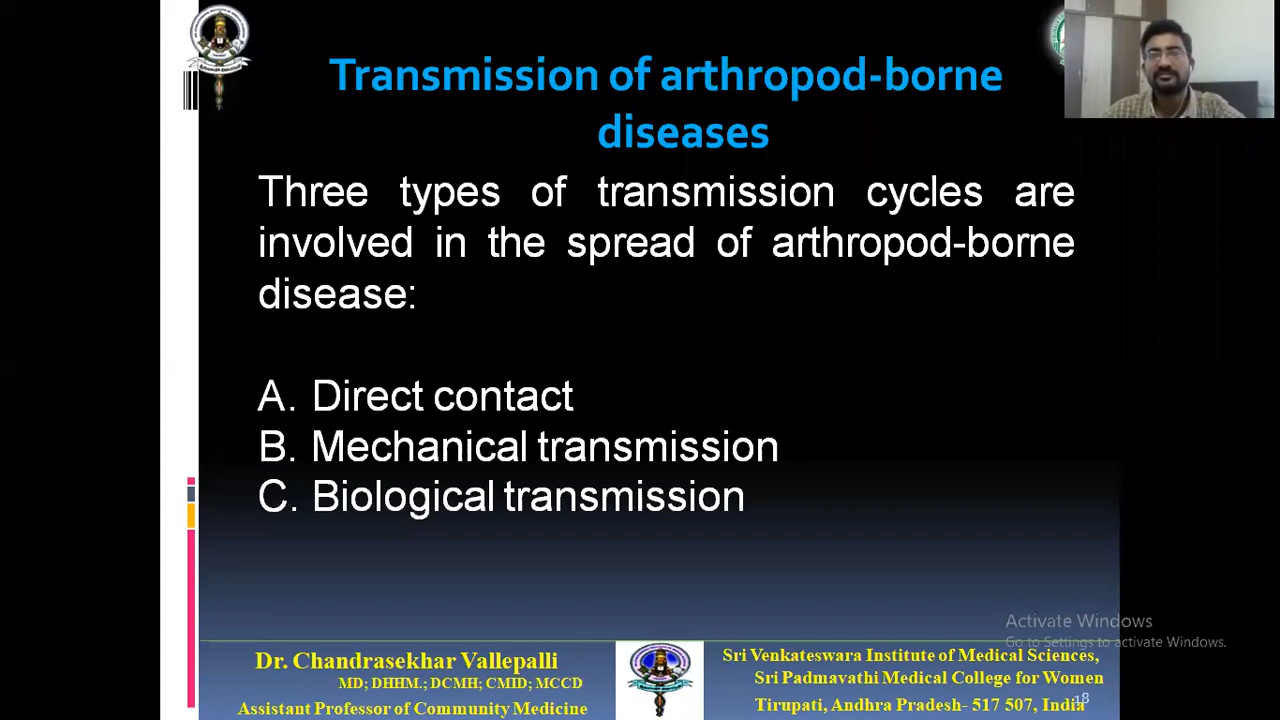 Transmission of arthropod-borne
diseases
Three types of transmission cycles are
involved in the spread of arthropod-borne
disease:
A. Direct contact
B. Mechanical transmission
C. Biological transmission
Activate Windows
Go to Settings to activate Windows.
Dr. Chandrasekhar Vallepalli
MD; DHHM.; DCMH; CMID; MCCD
Assistant Professor of Community Medicine
Sri Venkateswara Institute of Medical Sciences,
Sri Padmavathi Medical College for Women
Tirupati, Andhra Pradesh- 517 507, India
18